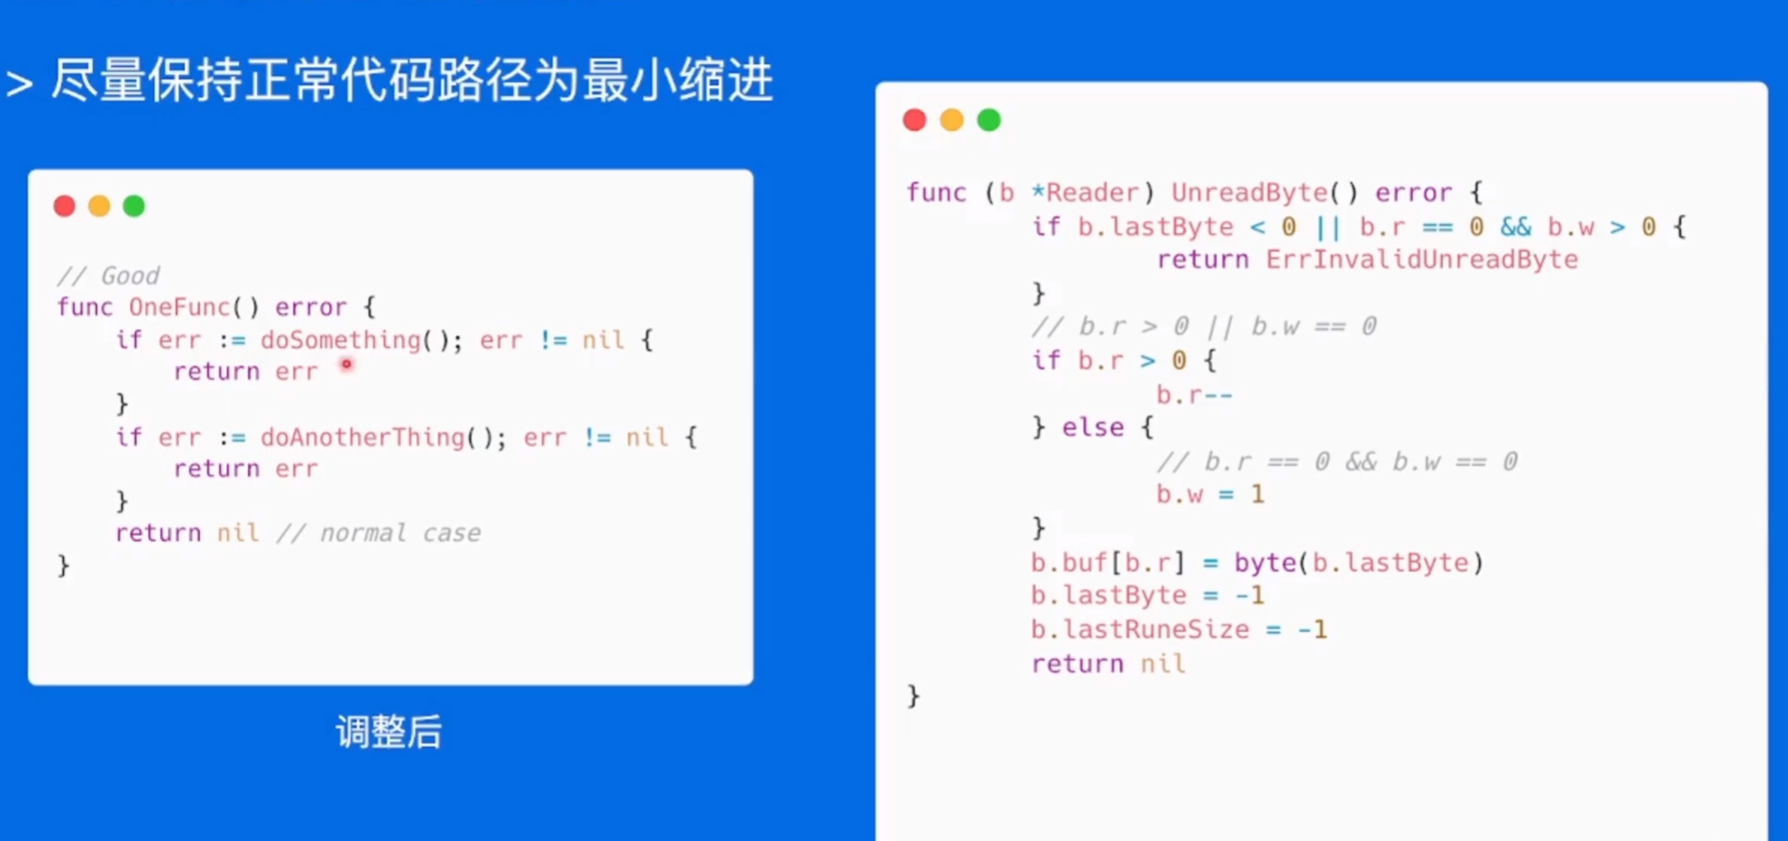 > 尽量保持正常代码路径为最小缩进
// Good
func OneFunc() error {
    if err := doSomething(); err != nil {
        return err
    }
    if err := doAnotherThing(); err != nil {
        return err
    }
    return nil // normal case
}
调整后
func (b *Reader) UnreadByte() error {
        if b.lastByte < 0 || b.r == 0 && b.w > 0 {
                return ErrInvalidUnreadByte
        }
        // b.r > 0 || b.w == 0
        if b.r > 0 {
                b.r--
        } else {
                // b.r == 0 && b.w == 0
                b.w = 1
        }
        b.buf[b.r] = byte(b.lastByte)
        b.lastByte = -1
        b.lastRuneSize = -1
        return nil
}